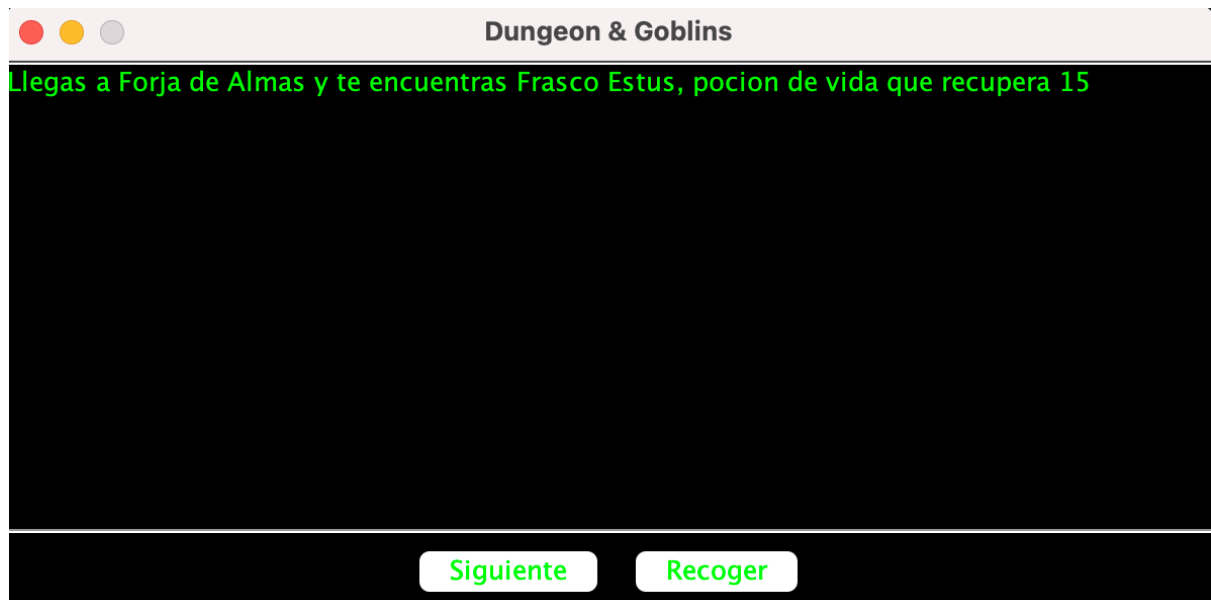 Dungeon & Goblins
Llegas a Forja de Almas y te encuentras Frasco Estus, pocion de vida que recupera 15
Siguiente
Recoger